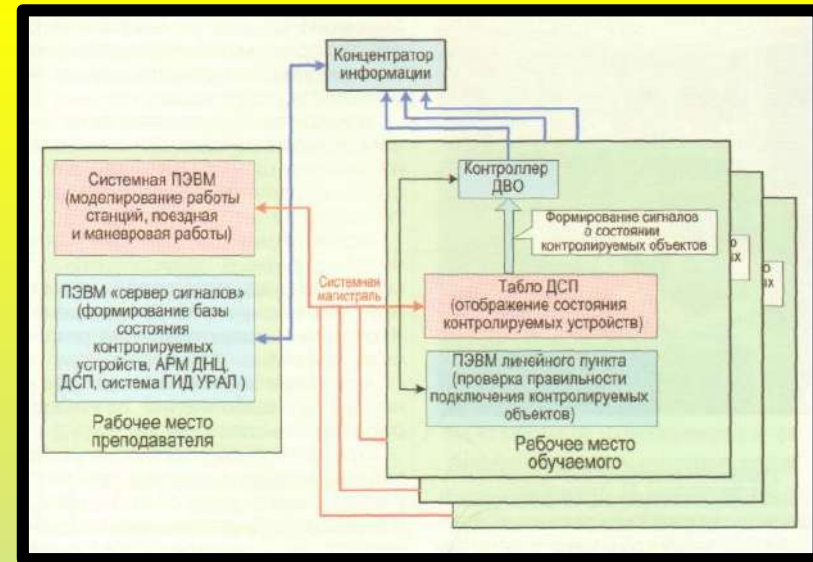 Концентратор
информации
Системная ПЭВМ
(моделирование работы
станций, поездная
и маневровая работы)
ПЭВМ «сервер сигналов»
(формирование базы
состояния
контролируемых
устройств, АРМ ДНЦ,
ДСП, система ГИД УРАЛ )
Рабочее место
преподавателя
Системная
магистраль
Контроллер
ДВО
Формирование сигналов
о состоянии
контролируемых объектов
Табло ДСП
(отображение состояния
контролируемых устройств)
ПЭВМ линейного пункта
(проверка правильности
подключения контролируемых
объектов)
Рабочее место
обучаемого